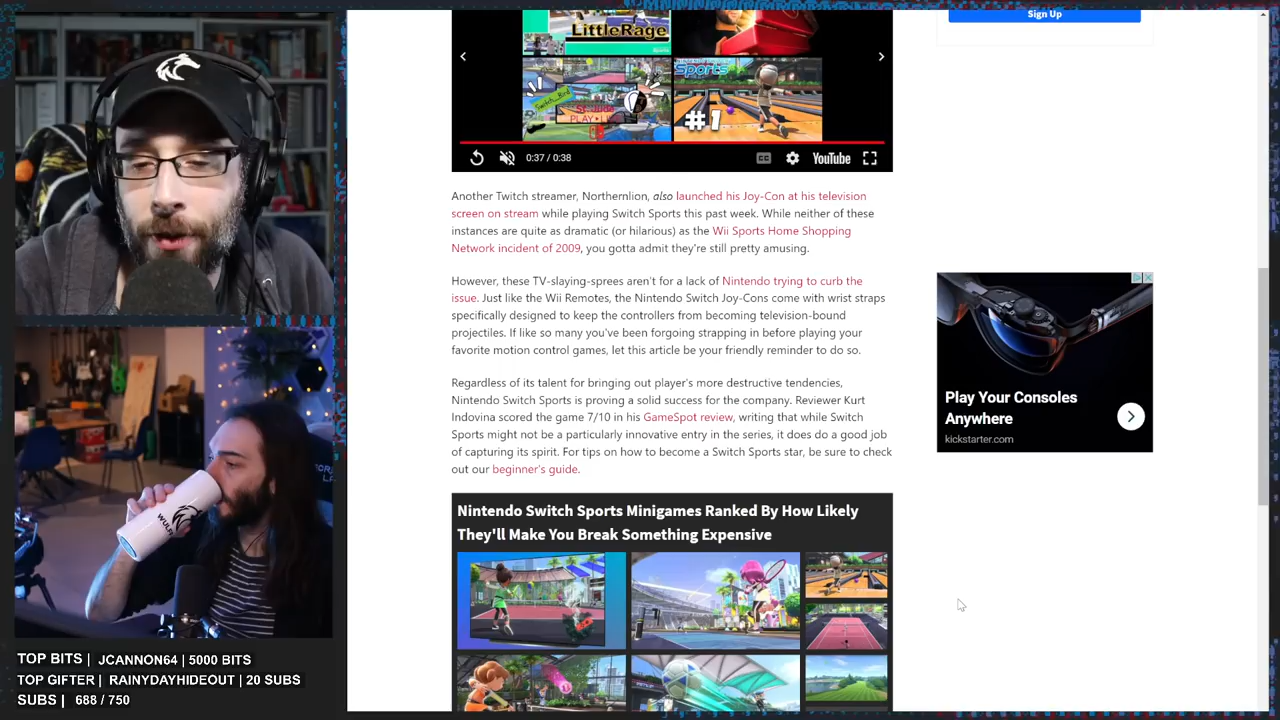 Sign Up
LittleRage
Sports
#1
0:37 / 0:38
CC
YouTube
Another Twitch streamer, Northernlion, also launched his Joy-Con at his television
screen on stream while playing Switch Sports this past week. While neither of these
instances are quite as dramatic (or hilarious) as the Wii Sports Home Shopping
Network incident of 2009, you gotta admit they're still pretty amusing.
However, these TV-slaying-sprees aren't for a lack of Nintendo trying to curb the
issue. Just like the Wii Remotes, the Nintendo Switch Joy-Cons come with wrist straps
specifically designed to keep the controllers from becoming television-bound
projectiles. If like so many you've been forgoing strapping in before playing your
favorite motion control games, let this article be your friendly reminder to do so.
Play Your Consoles
Anywhere
kickstarter.com
Regardless of its talent for bringing out player's more destructive tendencies,
Nintendo Switch Sports is proving a solid success for the company. Reviewer Kurt
Indovina scored the game 7/10 in his GameSpot review, writing that while Switch
Sports might not be a particularly innovative entry in the series, it does do a good job
of capturing its spirit. For tips on how to become a Switch Sports star, be sure to check
out our beginner's guide.
Nintendo Switch Sports Minigames Ranked By How Likely
They'll Make You Break Something Expensive
WULFF
TOP BITS | JCANNON64 | 5000 BITS
TOP GIFTER | RAINYDAYHIDEOUT | 20 SUBS
SUBS | 688 / 750